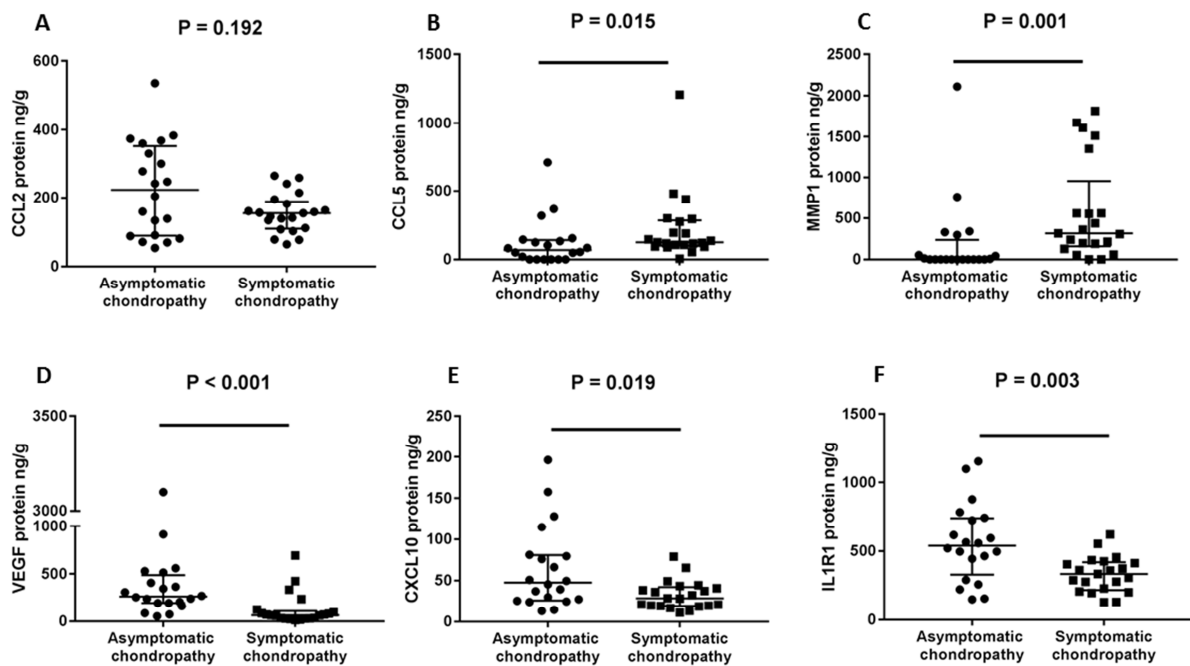 A
P = 0.192
CCL2 protein ng/g
600
400
200
0
Asymptomatic Symptomatic
chondropathy chondropathy
B
P = 0.015
CCL5 protein ng/g
1500
1000
500
0
Asymptomatic Symptomatic
chondropathy chondropathy
C
P = 0.001
MMP1 protein ng/g
2500
2000
1500
1000
500
0
Asymptomatic Symptomatic
chondropathy chondropathy
D
P < 0.001
VEGF protein ng/g
3500
3000
1000
500
0
Asymptomatic Symptomatic
chondropathy chondropathy
E
P = 0.019
CXCL10 protein ng/g
250
200
150
100
50
0
Asymptomatic Symptomatic
chondropathy chondropathy
F
P = 0.003
IL1R1 protein ng/g
1500
1000
500
0
Asymptomatic Symptomatic
chondropathy chondropathy